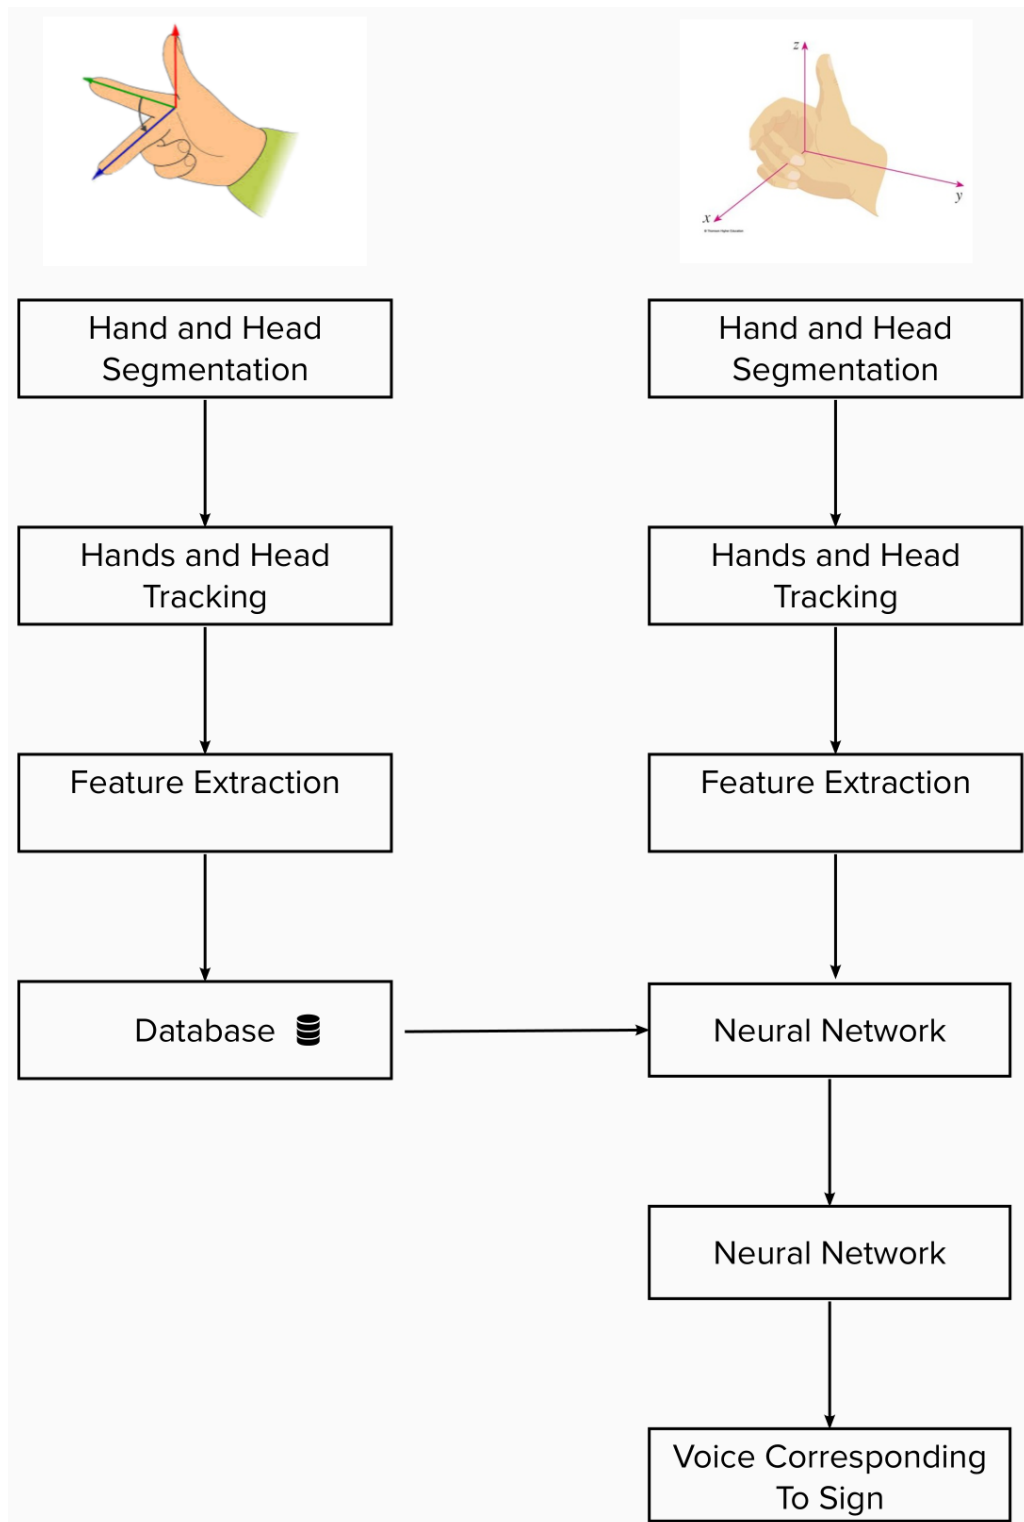 z
y
x
Hand and Head
Segmentation
Hands and Head
Tracking
Feature Extraction
Database
Hand and Head
Segmentation
Hands and Head
Tracking
Feature Extraction
Neural Network
Neural Network
Voice Corresponding
To Sign